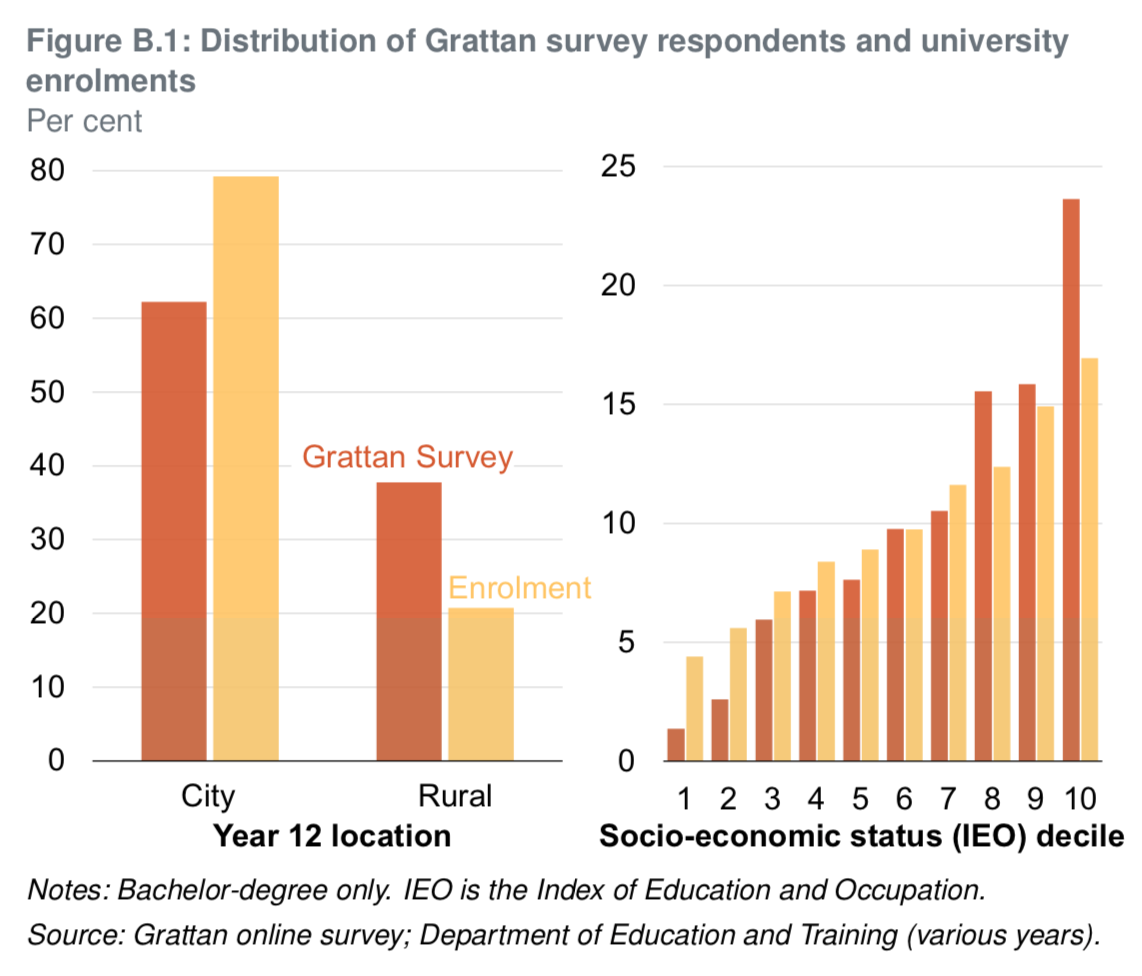 Figure B.1: Distribution of Grattan survey respondents and university
enrolments
Per cent
80
70
60
50
40
30
20
10
0
Grattan Survey
Enrolment
City
Rural
Year 12 location
25
20
15
10
5
0
1 2 3 4 5 6 7 8 9 10
Socio-economic status (IEO) decile
Notes: Bachelor-degree only. IEO is the Index of Education and Occupation.
Source: Grattan online survey; Department of Education and Training (various years).